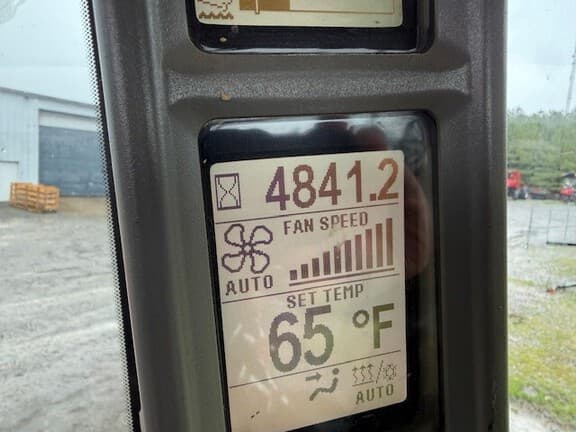 4841.2
FAN SPEED
AUTO
SET TEMP
65 °F
AUTO